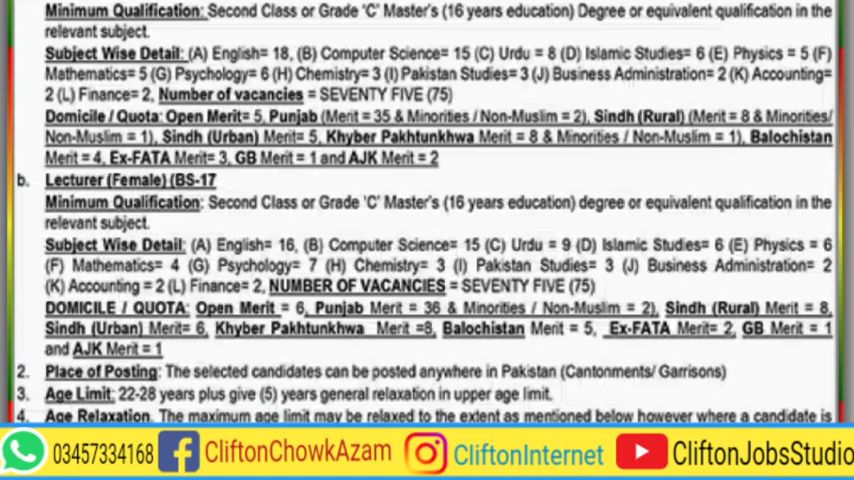 Minimum Qualification: Second Class or Grade 'C' Master's (16 years education) Degree or equivalent qualification in the
relevant subject.
Subject Wise Detail: (A) English= 18, (B) Computer Science= 15 (C) Urdu = 8 (D) Islamic Studies= 6 (E) Physics = 5 (F)
Mathematics= 5 (G) Psychology= 6 (H) Chemistry= 3 (I) Pakistan Studies= 3 (J) Business Administration= 2 (K) Accounting=
2 (L) Finance= 2, Number of vacancies = SEVENTY FIVE (75)
Domicile / Quota: Open Merit= 5, Punjab (Merit = 35 & Minorities / Non-Muslim = 2), Sindh (Rural) (Merit = 8 & Minorities/
Non-Muslim = 1), Sindh (Urban) Merit= 5, Khyber Pakhtunkhwa Merit = 8 & Minorities / Non-Muslim = 1), Balochistan
Merit = 4, Ex-FATA Merit= 3, GB Merit = 1 and AJK Merit = 2
b. Lecturer (Female) (BS-17
Minimum Qualification: Second Class or Grade 'C' Master's (16 years education) degree or equivalent qualification in the
relevant subject.
Subject Wise Detail: (A) English= 16, (B) Computer Science= 15 (C) Urdu = 9 (D) Islamic Studies= 6 (E) Physics = 6
(F) Mathematics= 4 (G) Psychology= 7 (H) Chemistry= 3 (I) Pakistan Studies= 3 (J) Business Administration= 2
(K) Accounting = 2 (L) Finance= 2, NUMBER OF VACANCIES = SEVENTY FIVE (75)
DOMICILE / QUOTA: Open Merit = 6, Punjab Merit = 36 & Minorities / Non-Muslim = 2), Sindh (Rural) Merit = 8,
Sindh (Urban) Merit= 6, Khyber Pakhtunkhwa Merit =8, Balochistan Merit = 5, Ex-FATA Merit= 2, GB Merit = 1
and AJK Merit = 1
2. Place of Posting: The selected candidates can be posted anywhere in Pakistan (Cantonments/ Garrisons)
3. Age Limit: 22-28 years plus give (5) years general relaxation in upper age limit.
4. Age Relaxation. The maximum age limit may be relaxed to the extent as mentioned below however where a candidate is
03457334168 CliftonChowkAzam CliftonInternet CliftonJobsStudio